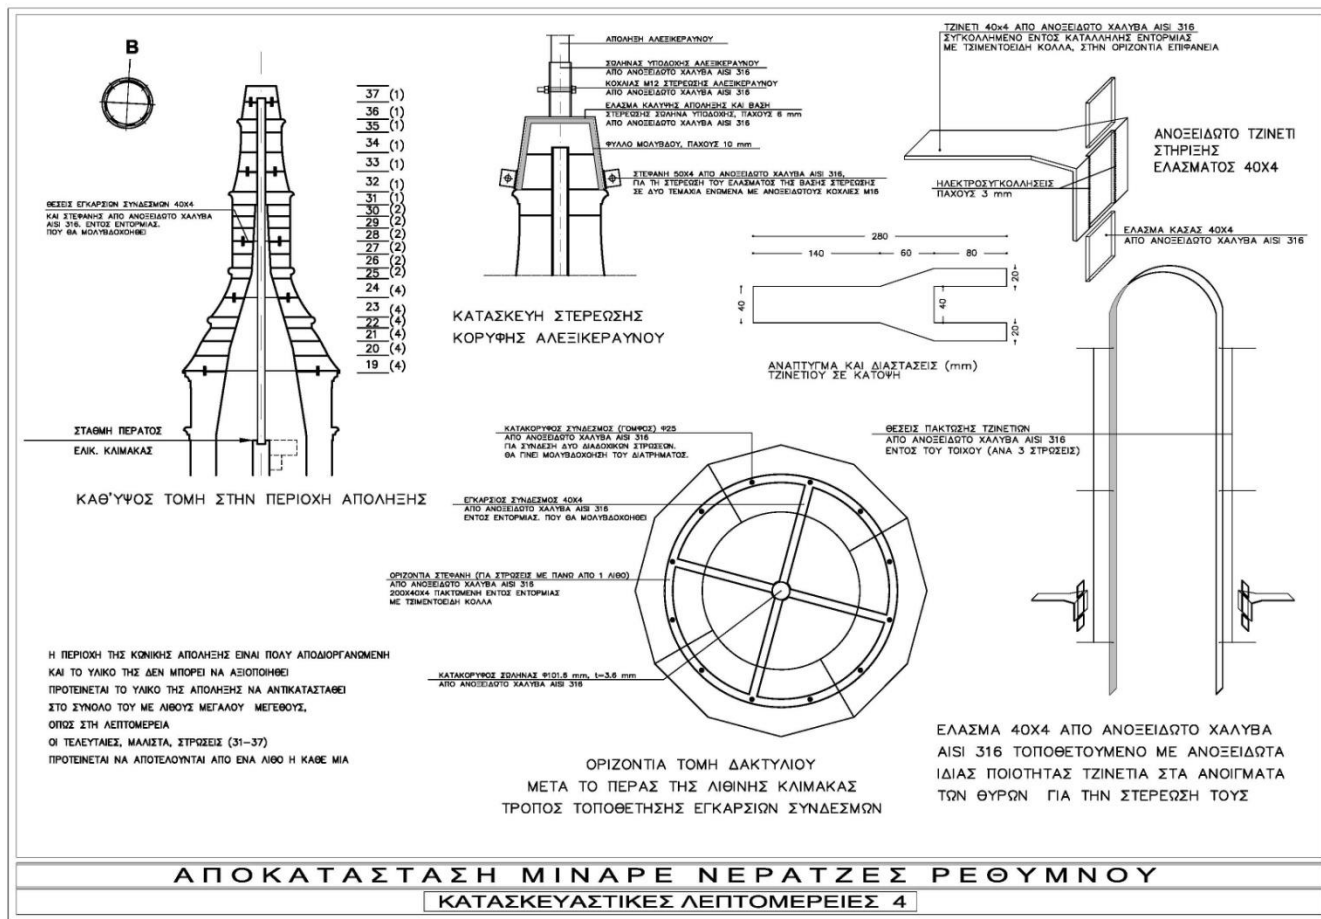 B
37 (1)
36 (1)
35 (1)
34 (1)
33 (1)
32 (1)
31 (1)
30 (2)
29 (2)
28 (2)
27 (2)
26 (2)
25 (2)
24 (4)
23 (4)
22 (4)
21 (4)
20 (4)
19 (4)
ΘΕΣΕΙΣ ΕΓΚΑΡΣΙΩΝ ΣΥΝΔΕΣΜΩΝ 40Χ4
ΚΑΙ ΣΤΕΦΑΝΗΣ ΑΠΟ ΑΝΟΞΕΙΔΩΤΟ ΧΑΛΥΒΑ
AISI 316. ΕΝΤΟΣ ΕΝΤΟΡΜΙΑΣ.
ΠΟΥ ΘΑ ΜΟΛΥΒΔΟΧΟΗΘΕΙ
ΣΤΑΘΜΗ ΠΕΡΑΤΟΣ
ΕΛΙΚ. ΚΛΙΜΑΚΑΣ
ΚΑΘ'ΥΨΟΣ ΤΟΜΗ ΣΤΗΝ ΠΕΡΙΟΧΗ ΑΠΟΛΗΞΗΣ
ΑΠΟΛΗΞΗ ΑΛΕΞΙΚΕΡΑΥΝΟΥ
ΣΩΛΗΝΑΣ ΥΠΟΔΟΧΗΣ ΑΛΕΞΙΚΕΡΑΥΝΟΥ
ΑΠΟ ΑΝΟΞΕΙΔΩΤΟ ΧΑΛΥΒΑ AISI 316
ΚΟΧΛΙΑΣ Μ12 ΣΤΕΡΕΩΣΗΣ ΑΛΕΞΙΚΕΡΑΥΝΟΥ
ΑΠΟ ΑΝΟΞΕΙΔΩΤΟ ΧΑΛΥΒΑ AISI 316
ΕΛΑΣΜΑ ΚΑΛΥΨΗΣ ΑΠΟΛΗΞΗΣ ΚΑΙ ΒΑΣΗ
ΣΤΕΡΕΩΣΗΣ ΣΩΛΗΝΑ ΥΠΟΔΟΧΗΣ, ΠΑΧΟΥΣ 6 mm
ΑΠΟ ΑΝΟΞΕΙΔΩΤΟ ΧΑΛΥΒΑ AISI 316
ΦΥΛΛΟ ΜΟΛΥΒΔΟΥ, ΠΑΧΟΥΣ 10 mm
ΣΤΕΦΑΝΗ 50Χ4 ΑΠΟ ΑΝΟΞΕΙΔΩΤΟ ΧΑΛΥΒΑ AISI 316,
ΓΙΑ ΤΗ ΣΤΕΡΕΩΣΗ ΤΟΥ ΕΛΑΣΜΑΤΟΣ ΤΗΣ ΒΑΣΗΣ ΣΤΕΡΕΩΣΗΣ
ΣΕ ΔΥΟ ΤΕΜΑΧΙΑ ΕΝΩΜΕΝΑ ΜΕ ΑΝΟΞΕΙΔΩΤΟΥΣ ΚΟΧΛΙΕΣ Μ16
ΚΑΤΑΣΚΕΥΗ ΣΤΕΡΕΩΣΗΣ
ΚΟΡΥΦΗΣ ΑΛΕΞΙΚΕΡΑΥΝΟΥ
280
140
60
80
40
40
20
20
ΑΝΑΠΤΥΓΜΑ ΚΑΙ ΔΙΑΣΤΑΣΕΙΣ (mm)
ΤΖΙΝΕΤΙΟΥ ΣΕ ΚΑΤΟΨΗ
ΤΖΙΝΕΤΙ 40x4 ΑΠΟ ΑΝΟΞΕΙΔΩΤΟ ΧΑΛΥΒΑ AISI 316
ΣΥΓΚΟΛΛΗΜΕΝΟ ΕΝΤΟΣ ΚΑΤΑΛΛΗΛΗΣ ΕΝΤΟΡΜΙΑΣ
ΜΕ ΤΣΙΜΕΝΤΟΕΙΔΗ ΚΟΛΛΑ, ΣΤΗΝ ΟΡΙΖΟΝΤΙΑ ΕΠΙΦΑΝΕΙΑ
ΑΝΟΞΕΙΔΩΤΟ ΤΖΙΝΕΤΙ
ΣΤΗΡΙΞΗΣ
ΕΛΑΣΜΑΤΟΣ 40Χ4
ΗΛΕΚΤΡΟΣΥΓΚΟΛΛΗΣΕΙΣ
ΠΑΧΟΥΣ 3 mm
ΕΛΑΣΜΑ ΚΑΣΑΣ 40Χ4
ΑΠΟ ΑΝΟΞΕΙΔΩΤΟ ΧΑΛΥΒΑ AISI 316
ΘΕΣΕΙΣ ΠΑΚΤΩΣΗΣ ΤΖΙΝΕΤΙΩΝ
ΑΠΟ ΑΝΟΞΕΙΔΩΤΟ ΧΑΛΥΒΑ AISI 316
ΕΝΤΟΣ ΤΟΥ ΤΟΙΧΟΥ (ΑΝΑ 3 ΣΤΡΩΣΕΙΣ)
ΕΛΑΣΜΑ 40Χ4 ΑΠΟ ΑΝΟΞΕΙΔΩΤΟ ΧΑΛΥΒΑ
AISI 316 ΤΟΠΟΘΕΤΟΥΜΕΝΟ ΜΕ ΑΝΟΞΕΙΔΩΤΑ
ΙΔΙΑΣ ΠΟΙΟΤΗΤΑΣ ΤΖΙΝΕΤΙΑ ΣΤΑ ΑΝΟΙΓΜΑΤΑ
ΤΩΝ ΘΥΡΩΝ ΓΙΑ ΤΗΝ ΣΤΕΡΕΩΣΗ ΤΟΥΣ
ΚΑΤΑΚΟΡΥΦΟΣ ΣΥΝΔΕΣΜΟΣ (ΓΟΜΦΟΣ) Φ25
ΑΠΟ ΑΝΟΞΕΙΔΩΤΟ ΧΑΛΥΒΑ AISI 316
ΓΙΑ ΣΥΝΔΕΣΗ ΔΥΟ ΔΙΑΔΟΧΙΚΩΝ ΣΤΡΩΣΕΩΝ.
ΘΑ ΓΙΝΕΙ ΜΟΛΥΒΔΟΧΟΗΣΗ ΤΟΥ ΔΙΑΤΡΗΜΑΤΟΣ.
ΕΓΚΑΡΣΙΟΣ ΣΥΝΔΕΣΜΟΣ 40Χ4
ΑΠΟ ΑΝΟΞΕΙΔΩΤΟ ΧΑΛΥΒΑ AISI 316
ΕΝΤΟΣ ΕΝΤΟΡΜΙΑΣ. ΠΟΥ ΘΑ ΜΟΛΥΒΔΟΧΟΗΘΕΙ
ΟΡΙΖΟΝΤΙΑ ΣΤΕΦΑΝΗ (ΓΙΑ ΣΤΡΩΣΕΙΣ ΜΕ ΠΑΝΩ ΑΠΟ 1 ΛΙΘΟ)
ΑΠΟ ΑΝΟΞΕΙΔΩΤΟ ΧΑΛΥΒΑ AISI 316
200Χ40Χ4 ΠΑΚΤΩΜΕΝΗ ΕΝΤΟΣ ΕΝΤΟΡΜΙΑΣ
ΜΕ ΤΣΙΜΕΝΤΟΕΙΔΗ ΚΟΛΛΑ
ΚΑΤΑΚΟΡΥΦΟΣ ΣΩΛΗΝΑΣ Φ101.6 mm, t=3.6 mm
ΑΠΟ ΑΝΟΞΕΙΔΩΤΟ ΧΑΛΥΒΑ AISI 316
ΟΡΙΖΟΝΤΙΑ ΤΟΜΗ ΔΑΚΤΥΛΙΟΥ
ΜΕΤΑ ΤΟ ΠΕΡΑΣ ΤΗΣ ΛΙΘΙΝΗΣ ΚΛΙΜΑΚΑΣ
ΤΡΟΠΟΣ ΤΟΠΟΘΕΤΗΣΗΣ ΕΓΚΑΡΣΙΩΝ ΣΥΝΔΕΣΜΩΝ
Η ΠΕΡΙΟΧΗ ΤΗΣ ΚΩΝΙΚΗΣ ΑΠΟΛΗΞΗΣ ΕΙΝΑΙ ΠΟΛΥ ΑΠΟΔΙΟΡΓΑΝΩΜΕΝΗ
ΚΑΙ ΤΟ ΥΛΙΚΟ ΤΗΣ ΔΕΝ ΜΠΟΡΕΙ ΝΑ ΑΞΙΟΠΟΙΗΘΕΙ
ΠΡΟΤΕΙΝΕΤΑΙ ΤΟ ΥΛΙΚΟ ΤΗΣ ΑΠΟΛΗΞΗΣ ΝΑ ΑΝΤΙΚΑΤΑΣΤΑΘΕΙ
ΣΤΟ ΣΥΝΟΛΟ ΤΟΥ ΜΕ ΛΙΘΟΥΣ ΜΕΓΑΛΟΥ ΜΕΓΕΘΟΥΣ,
ΟΠΩΣ ΣΤΗ ΛΕΠΤΟΜΕΡΕΙΑ
ΟΙ ΤΕΛΕΥΤΑΙΕΣ, ΜΑΛΙΣΤΑ, ΣΤΡΩΣΕΙΣ (31-37)
ΠΡΟΤΕΙΝΕΤΑΙ ΝΑ ΑΠΟΤΕΛΟΥΝΤΑΙ ΑΠΟ ΕΝΑ ΛΙΘΟ Η ΚΑΘΕ ΜΙΑ
ΑΠΟΚΑΤΑΣΤΑΣΗ ΜΙΝΑΡΕ ΝΕΡΑΤΖΕΣ ΡΕΘΥΜΝΟΥ
ΚΑΤΑΣΚΕΥΑΣΤΙΚΕΣ ΛΕΠΤΟΜΕΡΕΙΕΣ 4